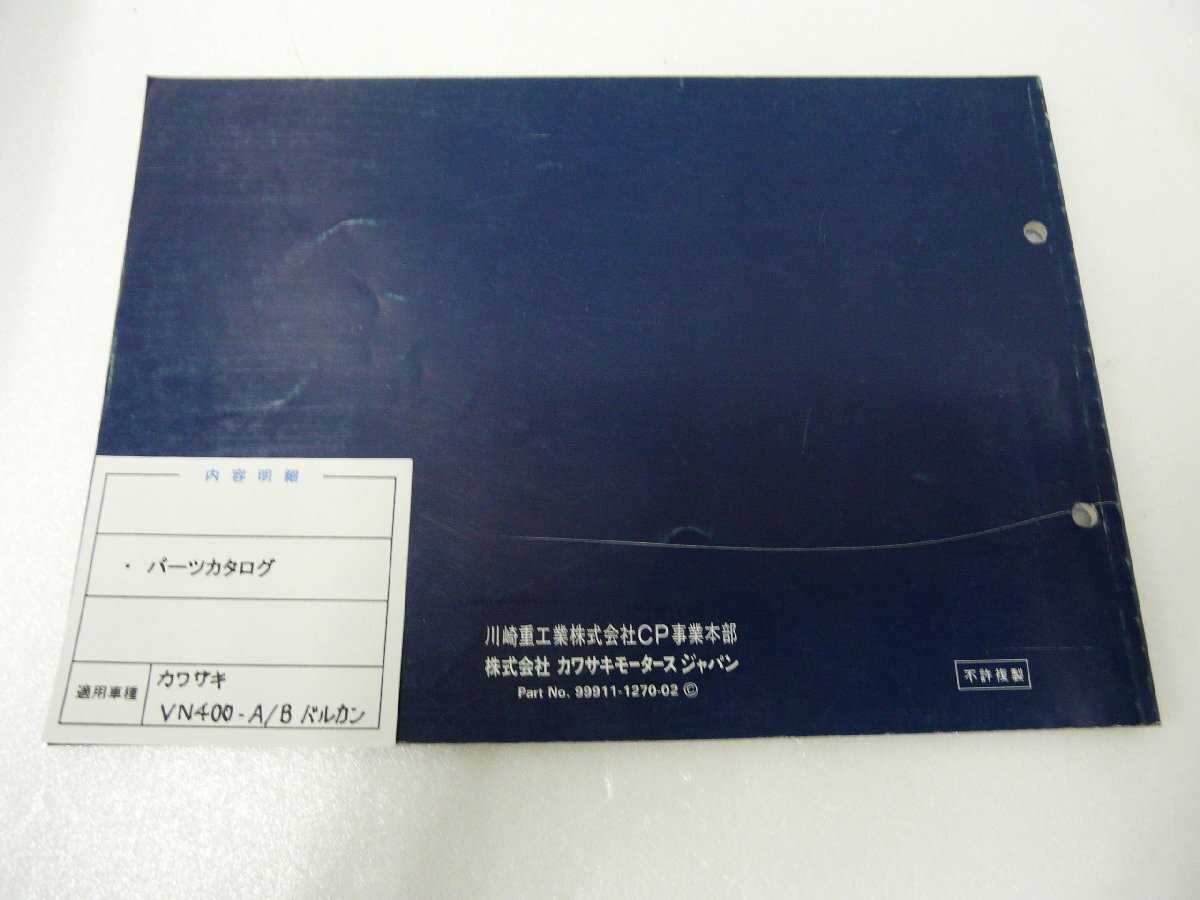 内容明細
・ パーツカタログ
適用車種
カワサキ
VN400-A/B バルカン
川崎重工業株式会社CP事業本部
株式会社 カワサキモータース ジャパン
Part No. 99911-1270-02 ©
不許複製